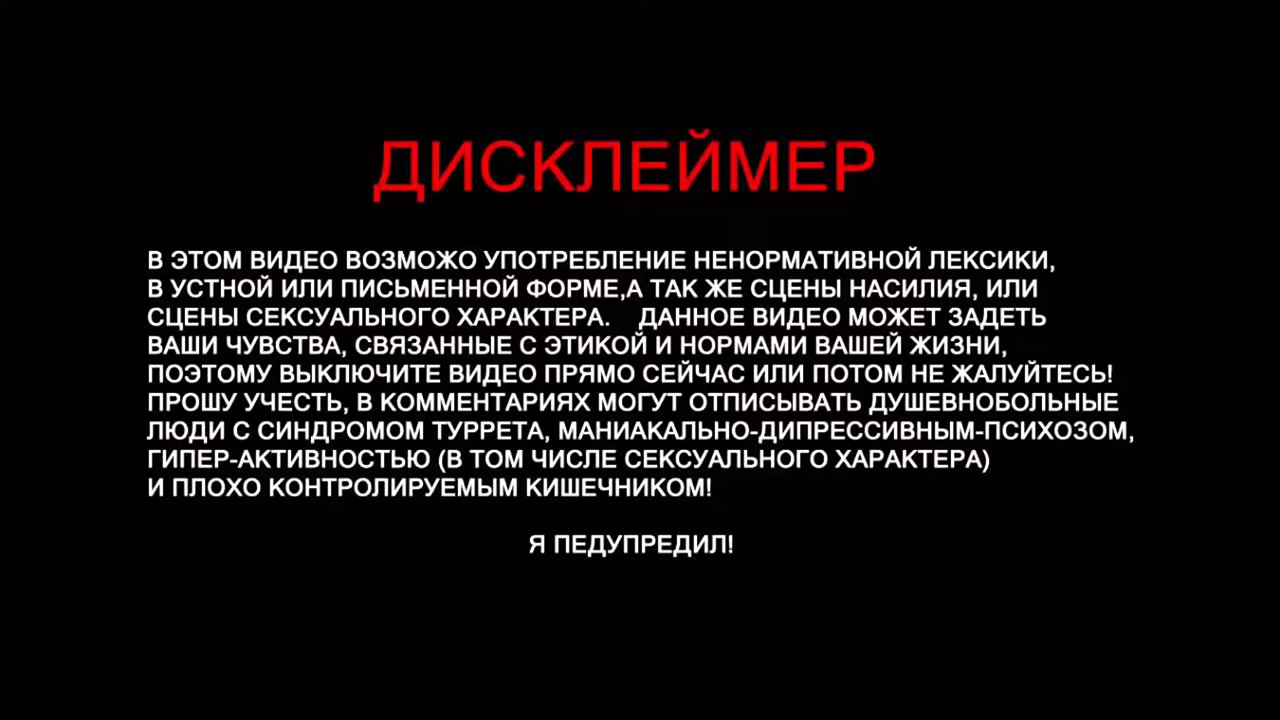 ДИСКЛЕЙМЕР
В ЭТОМ ВИДЕО ВОЗМОЖО УПОТРЕБЛЕНИЕ НЕНОРМАТИВНОЙ ЛЕКСИКИ,
В УСТНОЙ ИЛИ ПИСЬМЕННОЙ ФОРМЕ,А ТАК ЖЕ СЦЕНЫ НАСИЛИЯ, ИЛИ
СЦЕНЫ СЕКСУАЛЬНОГО ХАРАКТЕРА. ДАННОЕ ВИДЕО МОЖЕТ ЗАДЕТЬ
ВАШИ ЧУВСТВА, СВЯЗАННЫЕ С ЭТИКОЙ И НОРМАМИ ВАШЕЙ ЖИЗНИ,
ПОЭТОМУ ВЫКЛЮЧИТЕ ВИДЕО ПРЯМО СЕЙЧАС ИЛИ ПОТОМ НЕ ЖАЛУЙТЕСЬ!
ПРОШУ УЧЕСТЬ, В КОММЕНТАРИЯХ МОГУТ ОТПИСЫВАТЬ ДУШЕВНОБОЛЬНЫЕ
ЛЮДИ С СИНДРОМОМ ТУРРЕТА, МАНИАКАЛЬНО-ДИПРЕССИВНЫМ-ПСИХОЗОМ,
ГИПЕР-АКТИВНОСТЬЮ (В ТОМ ЧИСЛЕ СЕКСУАЛЬНОГО ХАРАКТЕРА)
И ПЛОХО КОНТРОЛИРУЕМЫМ КИШЕЧНИКОМ!
Я ПЕДУПРЕДИЛ!